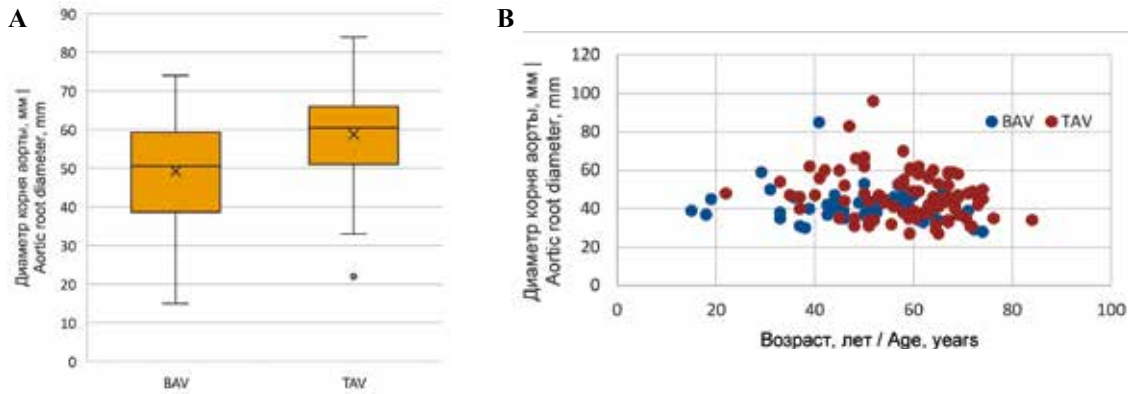 A
Диаметр корня аорты, мм |
Aortic root diameter, mm
90
80
70
60
50
40
30
20
10
0
BAV
TAV
B
Диаметр корня аорты, мм |
Aortic root diameter, mm
120
100
80
60
40
20
0
BAV TAV
0 20 40 60 80 100
Возраст, лет / Age, years